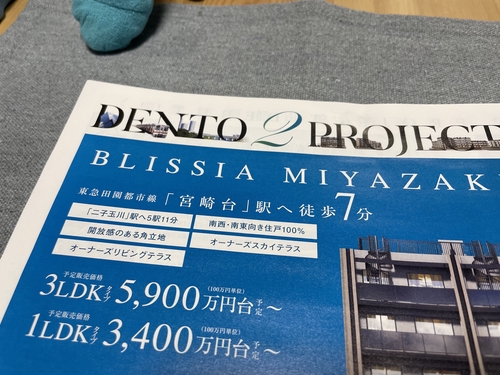 DENTO 2 PROJECT
BLISSIA MIYAZAK
東急田園都市線「宮崎台」駅へ徒歩7分
「二子玉川」駅へ5駅11分 南西・南東向き住戸100%
開放感のある角立地 オーナーズスカイテラス
オーナーズリビングテラス
予定販売価格 (100万円単位)
3LDKタイプ 5,900万円台 予定～
予定販売価格 (100万円単位)
1LDKタイプ 3,400万円台 予定～